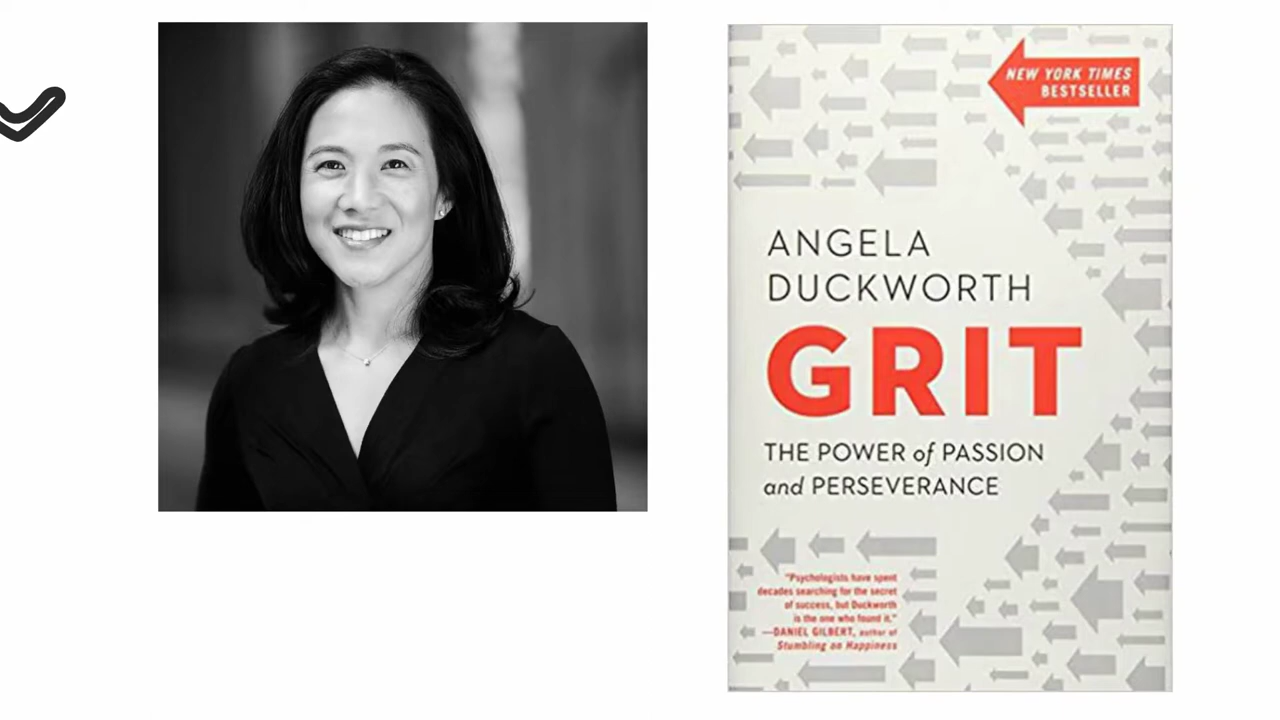 NEW YORK TIMES
BESTSELLER
ANGELA
DUCKWORTH
GRIT
THE POWER of PASSION
and PERSEVERANCE
"Psychologists have spent
decades searching for the secret
of success, but Duckworth
is the one who found it."
—DANIEL GILBERT, author of
Stumbling on Happiness